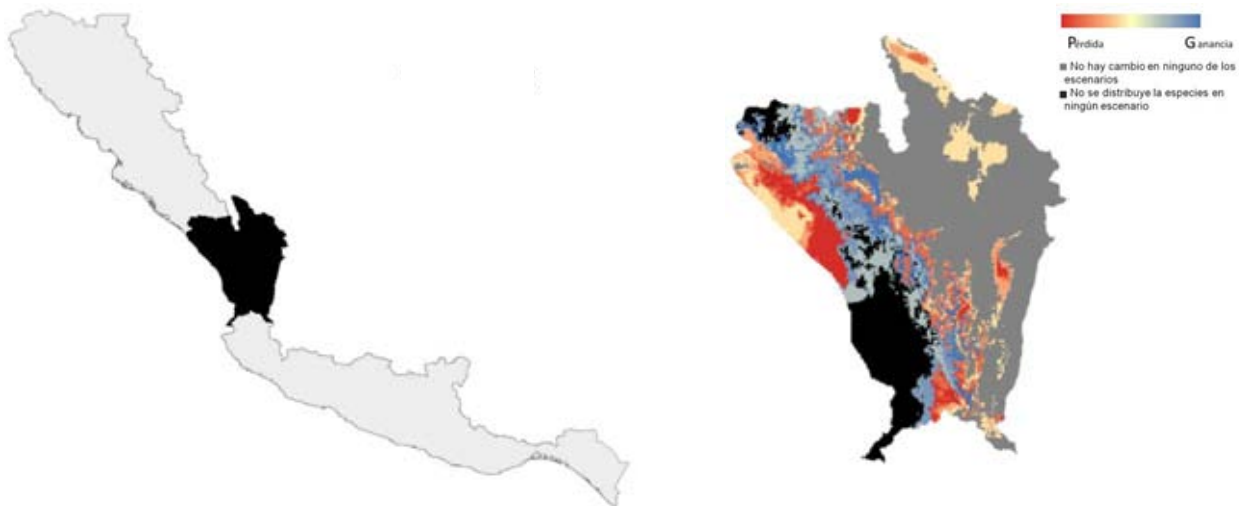 Pérdida Ganancia
No hay cambio en ninguno de los
escenarios
No se distribuye la especies en
ningún escenario